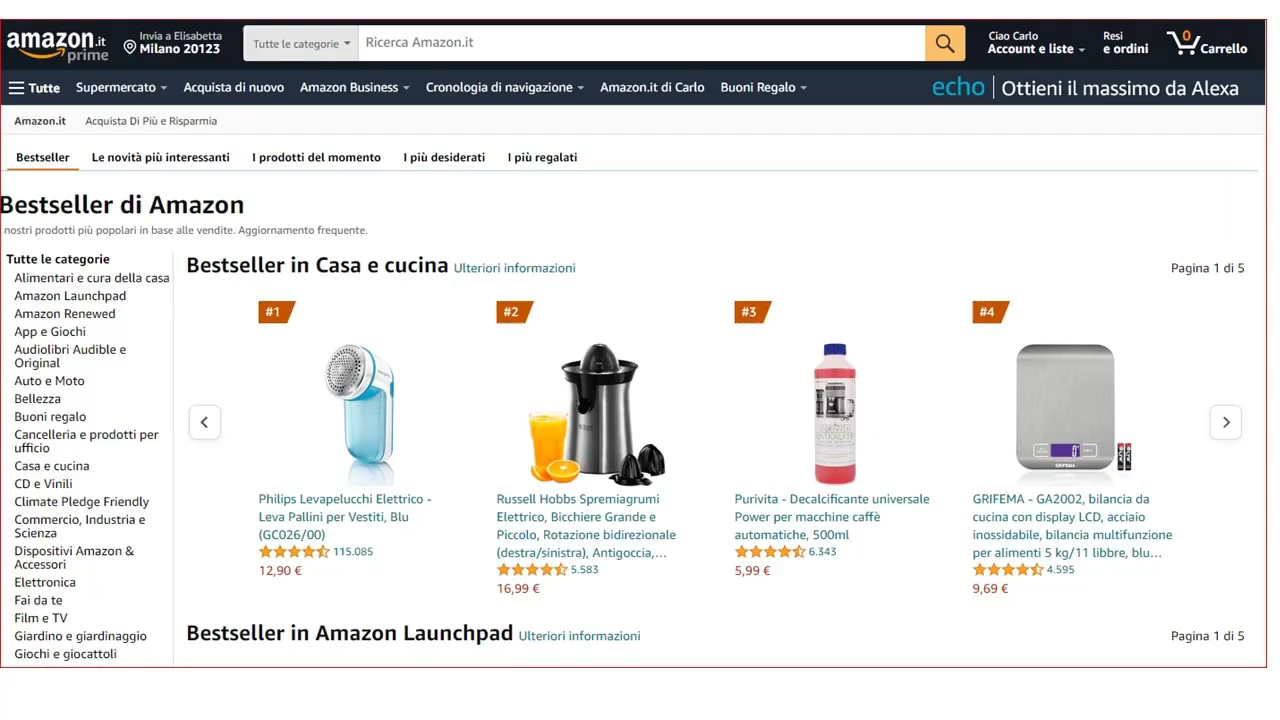 amazon.it
prime
Invia a Elisabetta
Milano 20123
Tutte le categorie
Ricerca Amazon.it
Ciao Carlo
Account e liste
Resi
e ordini
0
Carrello
Tutte
Supermercato
Acquista di nuovo
Amazon Business
Cronologia di navigazione
Amazon.it di Carlo
Buoni Regalo
echo
Ottieni il massimo da Alexa
Amazon.it
Acquista Di Più e Risparmia
Bestseller
Le novità più interessanti
I prodotti del momento
I più desiderati
I più regalati
Bestseller di Amazon
nostri prodotti più popolari in base alle vendite. Aggiornamento frequente.
Tutte le categorie
Alimentari e cura della casa
Amazon Launchpad
Amazon Renewed
App e Giochi
Audiolibri Audible e
Original
Auto e Moto
Bellezza
Buoni regalo
Cancelleria e prodotti per
ufficio
Casa e cucina
CD e Vinili
Climate Pledge Friendly
Commercio, Industria e
Scienza
Dispositivi Amazon &
Accessori
Elettronica
Fai da te
Film e TV
Giardino e giardinaggio
Giochi e giocattoli
Bestseller in Casa e cucina
Ulteriori informazioni
Pagina 1 di 5
#1
Philips Levapelucchi Elettrico -
Leva Pallini per Vestiti, Blu
(GC026/00)
115.085
12,90 €
#2
Russell Hobbs Spremiagrumi
Elettrico, Bicchiere Grande e
Piccolo, Rotazione bidirezionale
(destra/sinistra), Antigoccia,…
5.583
16,99 €
#3
PURIVITA
Purivita - Decalcificante universale
Power per macchine caffè
automatiche, 500ml
6.343
5,99 €
#4
GRIFEMA
GRIFEMA - GA2002, bilancia da
cucina con display LCD, acciaio
inossidabile, bilancia multifunzione
per alimenti 5 kg/11 libbre, blu…
4.595
9,69 €
Bestseller in Amazon Launchpad
Ulteriori informazioni
Pagina 1 di 5